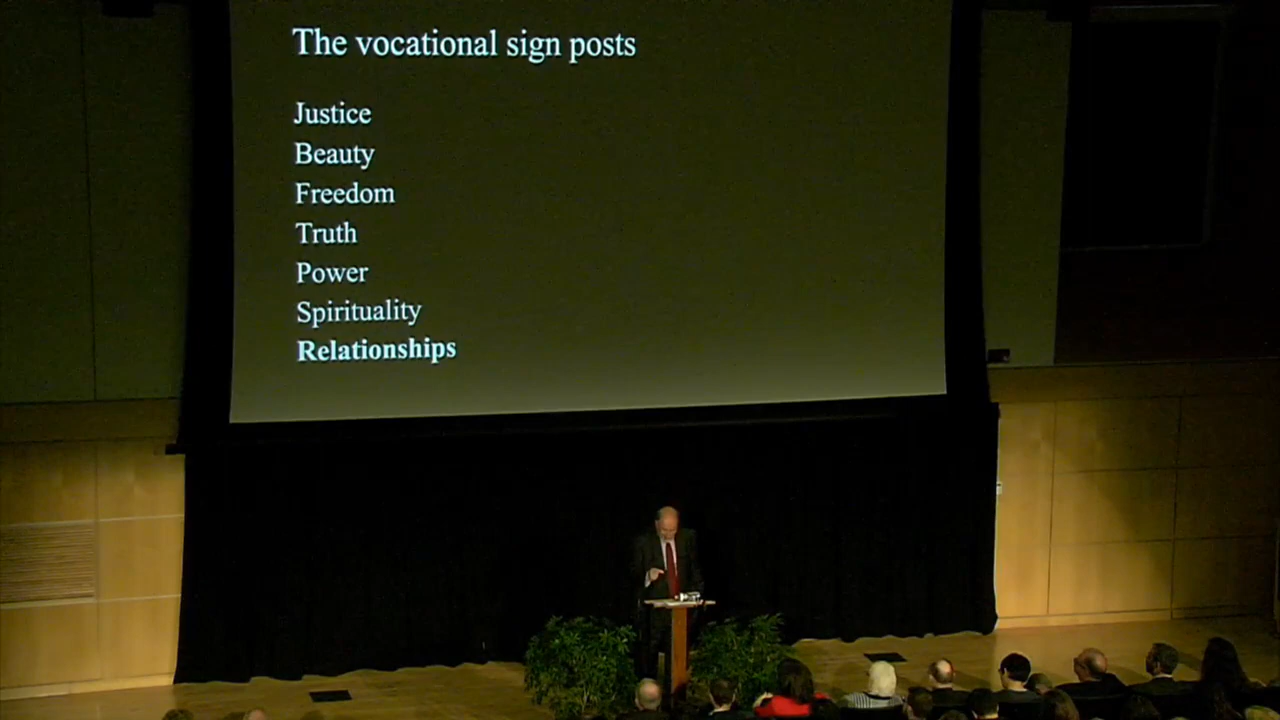 The vocational sign posts
Justice
Beauty
Freedom
Truth
Power
Spirituality
Relationships